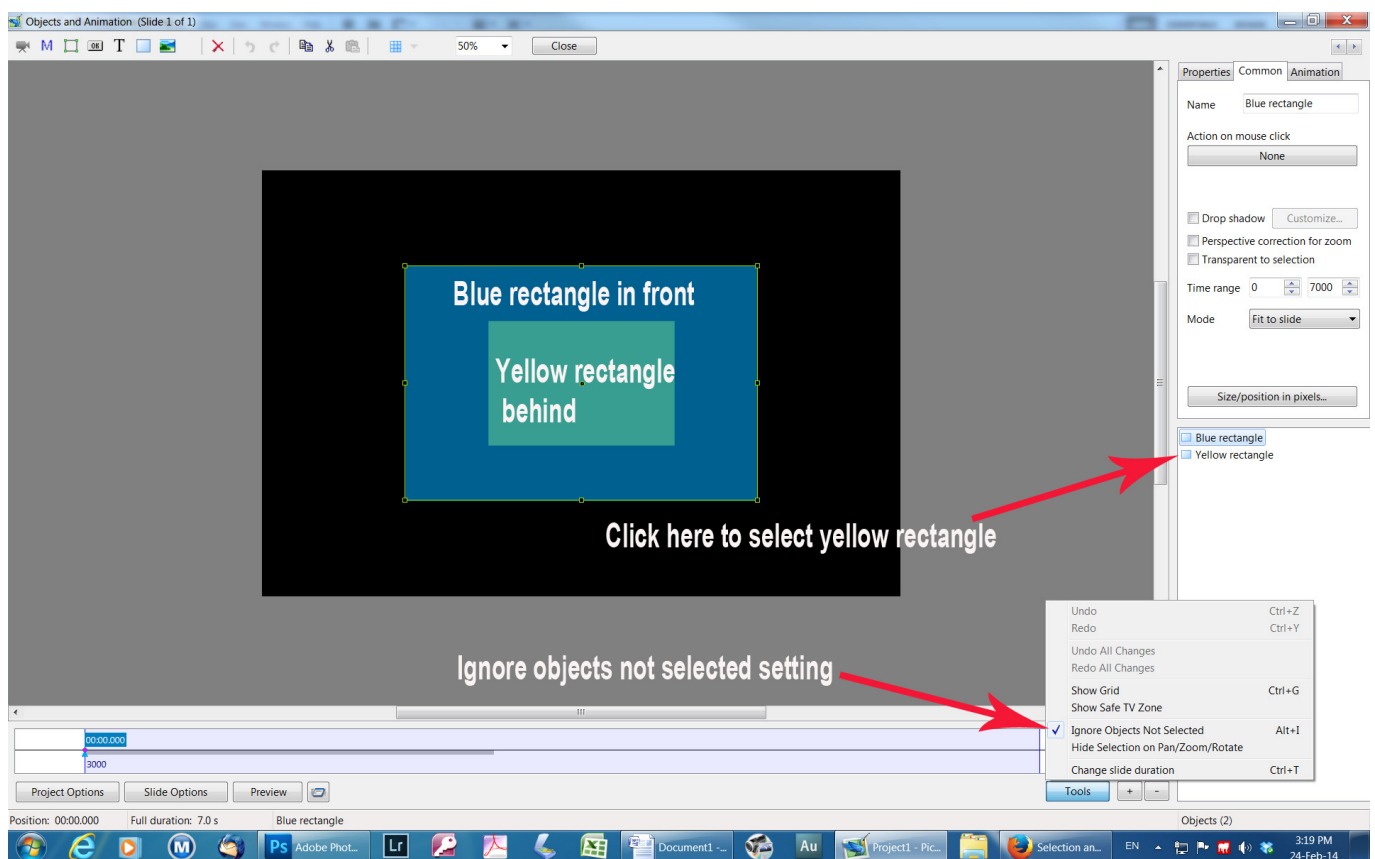 Objects and Animation (Slide 1 of 1)
M OK T 50% Close
Properties Common Animation
Name Blue rectangle
Action on mouse click
None
Drop shadow Customize...
Perspective correction for zoom
Transparent to selection
Time range 0 7000
Mode Fit to slide
Size/position in pixels...
Blue rectangle
Yellow rectangle
Blue rectangle in front
Yellow rectangle
behind
Click here to select yellow rectangle
Ignore objects not selected setting
Undo Ctrl+Z
Redo Ctrl+Y
Undo All Changes
Redo All Changes
Show Grid Ctrl+G
Show Safe TV Zone
Ignore Objects Not Selected Alt+I
Hide Selection on Pan/Zoom/Rotate
Change slide duration Ctrl+T
00:00.000
3000
Project Options Slide Options Preview Tools + -
Position: 00:00.000 Full duration: 7.0 s Blue rectangle Objects (2)
M Ps Adobe Phot... Lr Document1 -... Au Project1 - Pic... Selection an... EN 3:19 PM
24-Feb-14